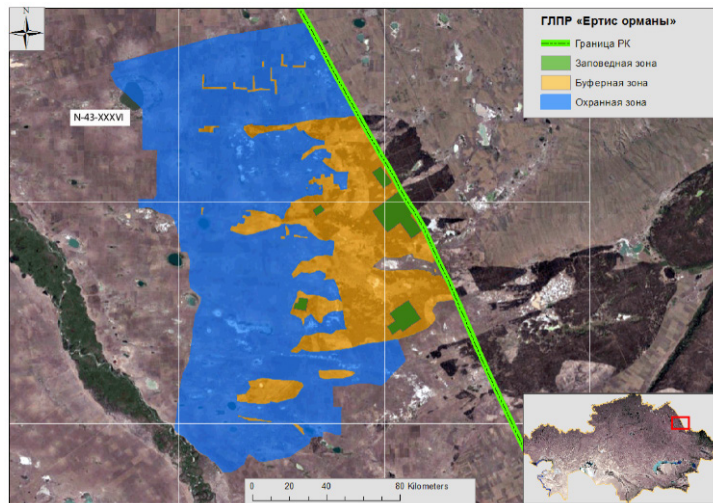 N
ГЛПР «Ертис орманы»
Граница РК
Заповедная зона
Буферная зона
Охранная зона
N-43-XXXVI
0 20 40 80 Kilometers